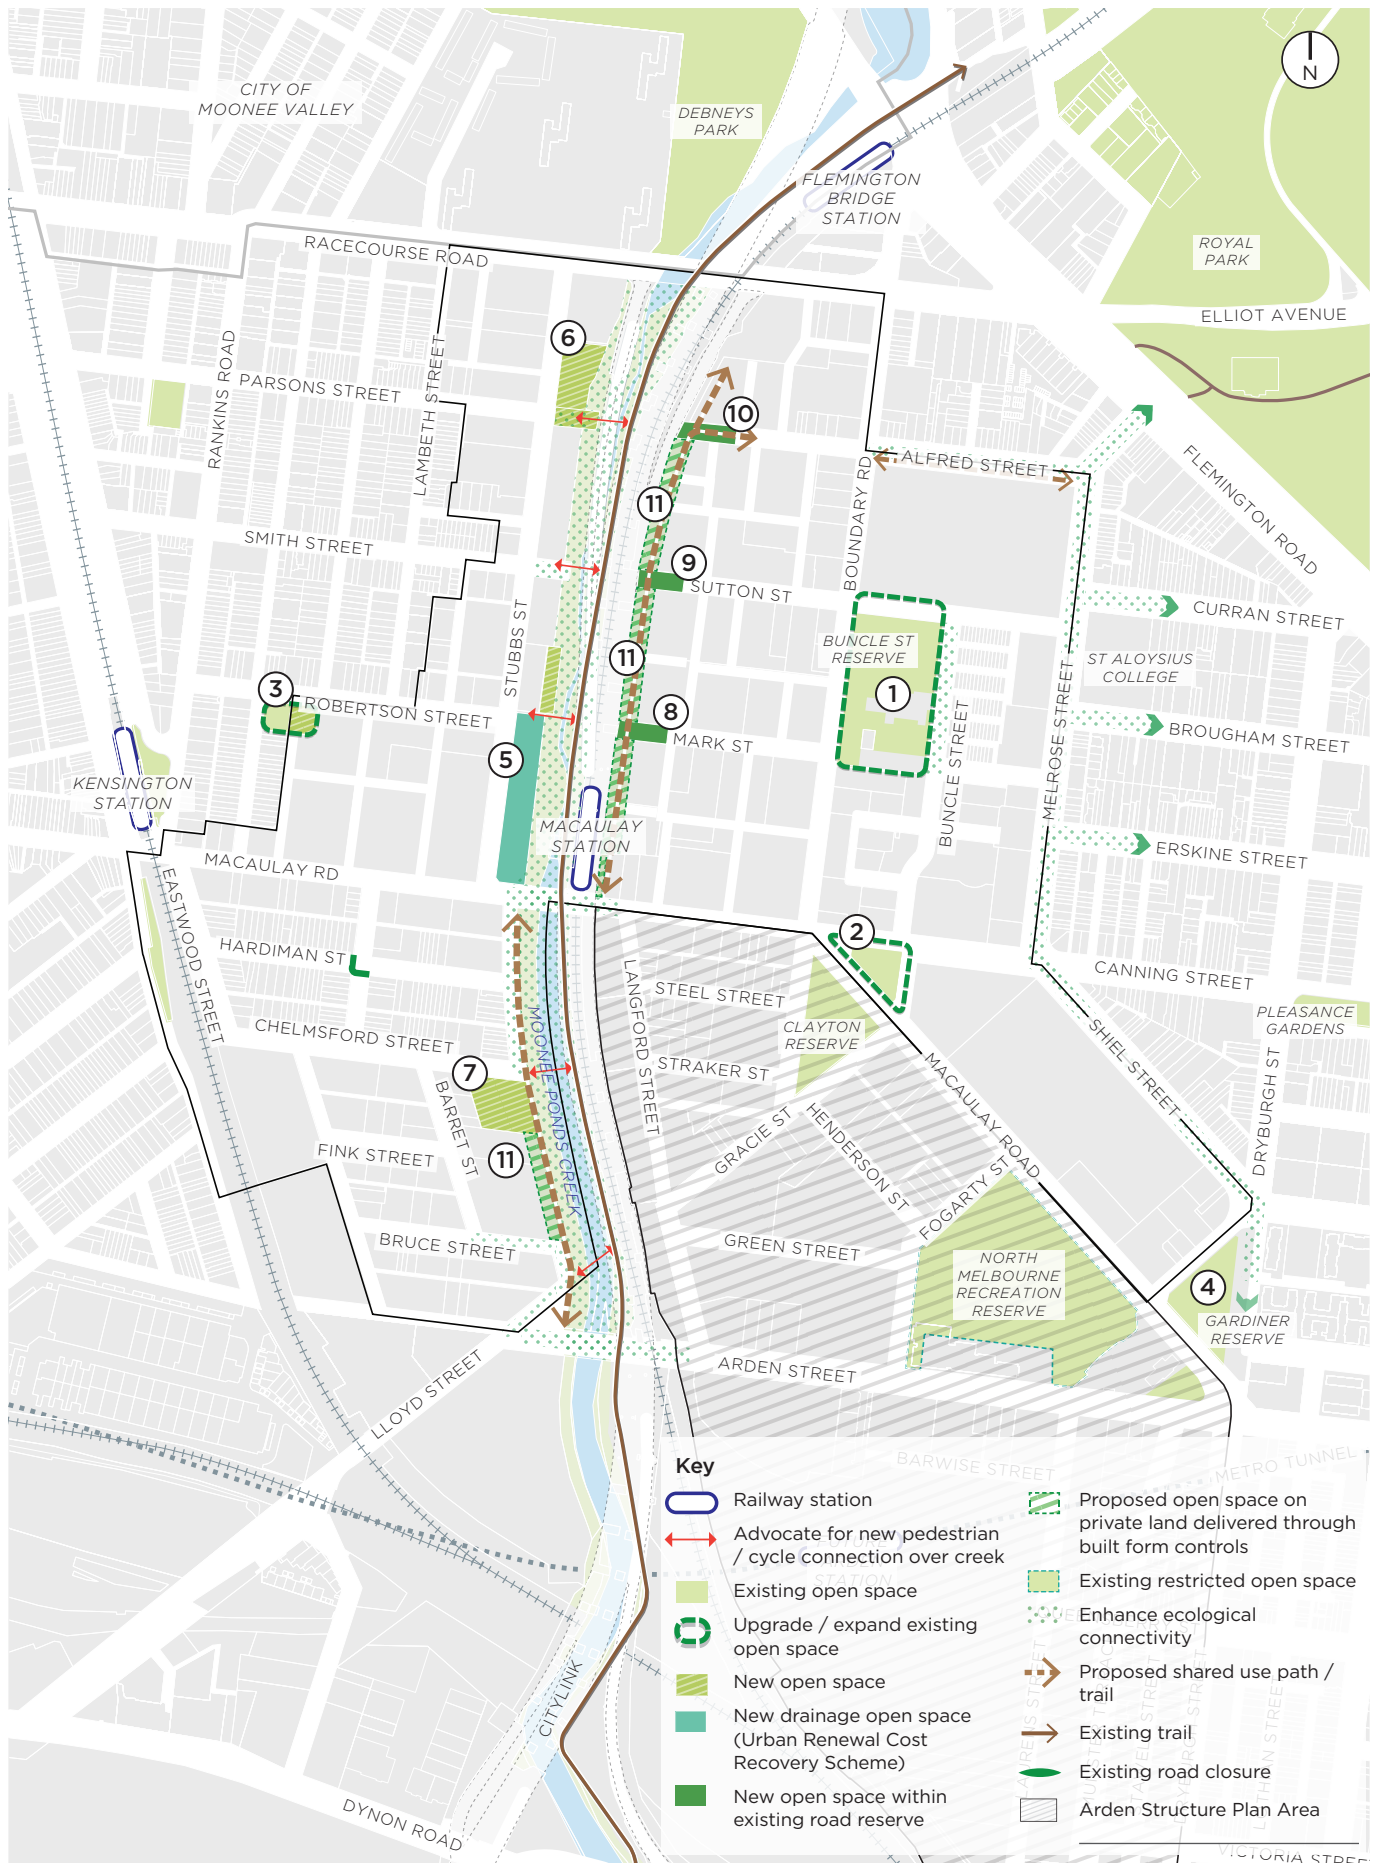 CITY OF
MOONEE VALLEY
DEBNEYS
PARK
N
FLEMINGTON
BRIDGE
STATION
ROYAL
PARK
RACECOURSE ROAD
ELLIOT AVENUE
6
PARSONS STREET
RANKINS ROAD
LAMBETH STREET
10
ALFRED STREET
BOUNDARY RD
FLEMINGTON ROAD
11
SMITH STREET
9
SUTTON ST
CURRAN STREET
STUBBS ST
BUNCLE ST
RESERVE
11
ST ALOYSIUS
COLLEGE
3
ROBERTSON STREET
1
8
MARK ST
BROUGHAM STREET
MELROSE STREET
BUNCLE STREET
5
KENSINGTON
STATION
MACAULAY
STATION
ERSKINE STREET
MACAULAY RD
EASTWOOD STREET
2
HARDIMAN ST
CANNING STREET
LANGFORD STREET
STEEL STREET
CLAYTON
RESERVE
PLEASANCE
GARDENS
CHELMSFORD STREET
MOONEE PONDS CREEK
SHIEL STREET
7
STRAKER ST
MACAULAY ROAD
BARRET ST
GRACIE ST
HENDERSON ST
DRYBURGH ST
FINK STREET
11
FOGARTY ST
BRUCE STREET
GREEN STREET
NORTH
MELBOURNE
RECREATION
RESERVE
4
GARDINER
RESERVE
ARDEN STREET
LLOYD STREET
BARWISE STREET
METRO TUNNEL
CITYLINK
DYNON ROAD
Key
Railway station
Advocate for new pedestrian
/ cycle connection over creek
Existing open space
Upgrade / expand existing
open space
New open space
New drainage open space
(Urban Renewal Cost
Recovery Scheme)
New open space within
existing road reserve
Proposed open space on
private land delivered through
built form controls
Existing restricted open space
Enhance ecological
connectivity
Proposed shared use path /
trail
Existing trail
Existing road closure
Arden Structure Plan Area
FUTURE
STATION